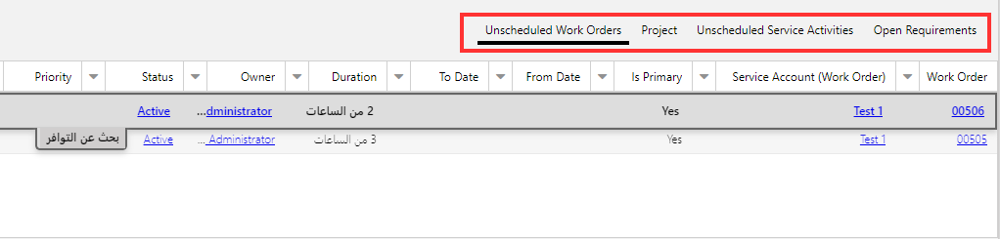 Unscheduled Work Orders Project Unscheduled Service Activities Open Requirements
Priority Status Owner Duration To Date From Date Is Primary Service Account (Work Order) Work Order
Active ...dministrator 2 من الساعات Yes Test 1 00506
بحث عن التوافر
Active ..._Administrator 3 من الساعات Yes Test 1 00505